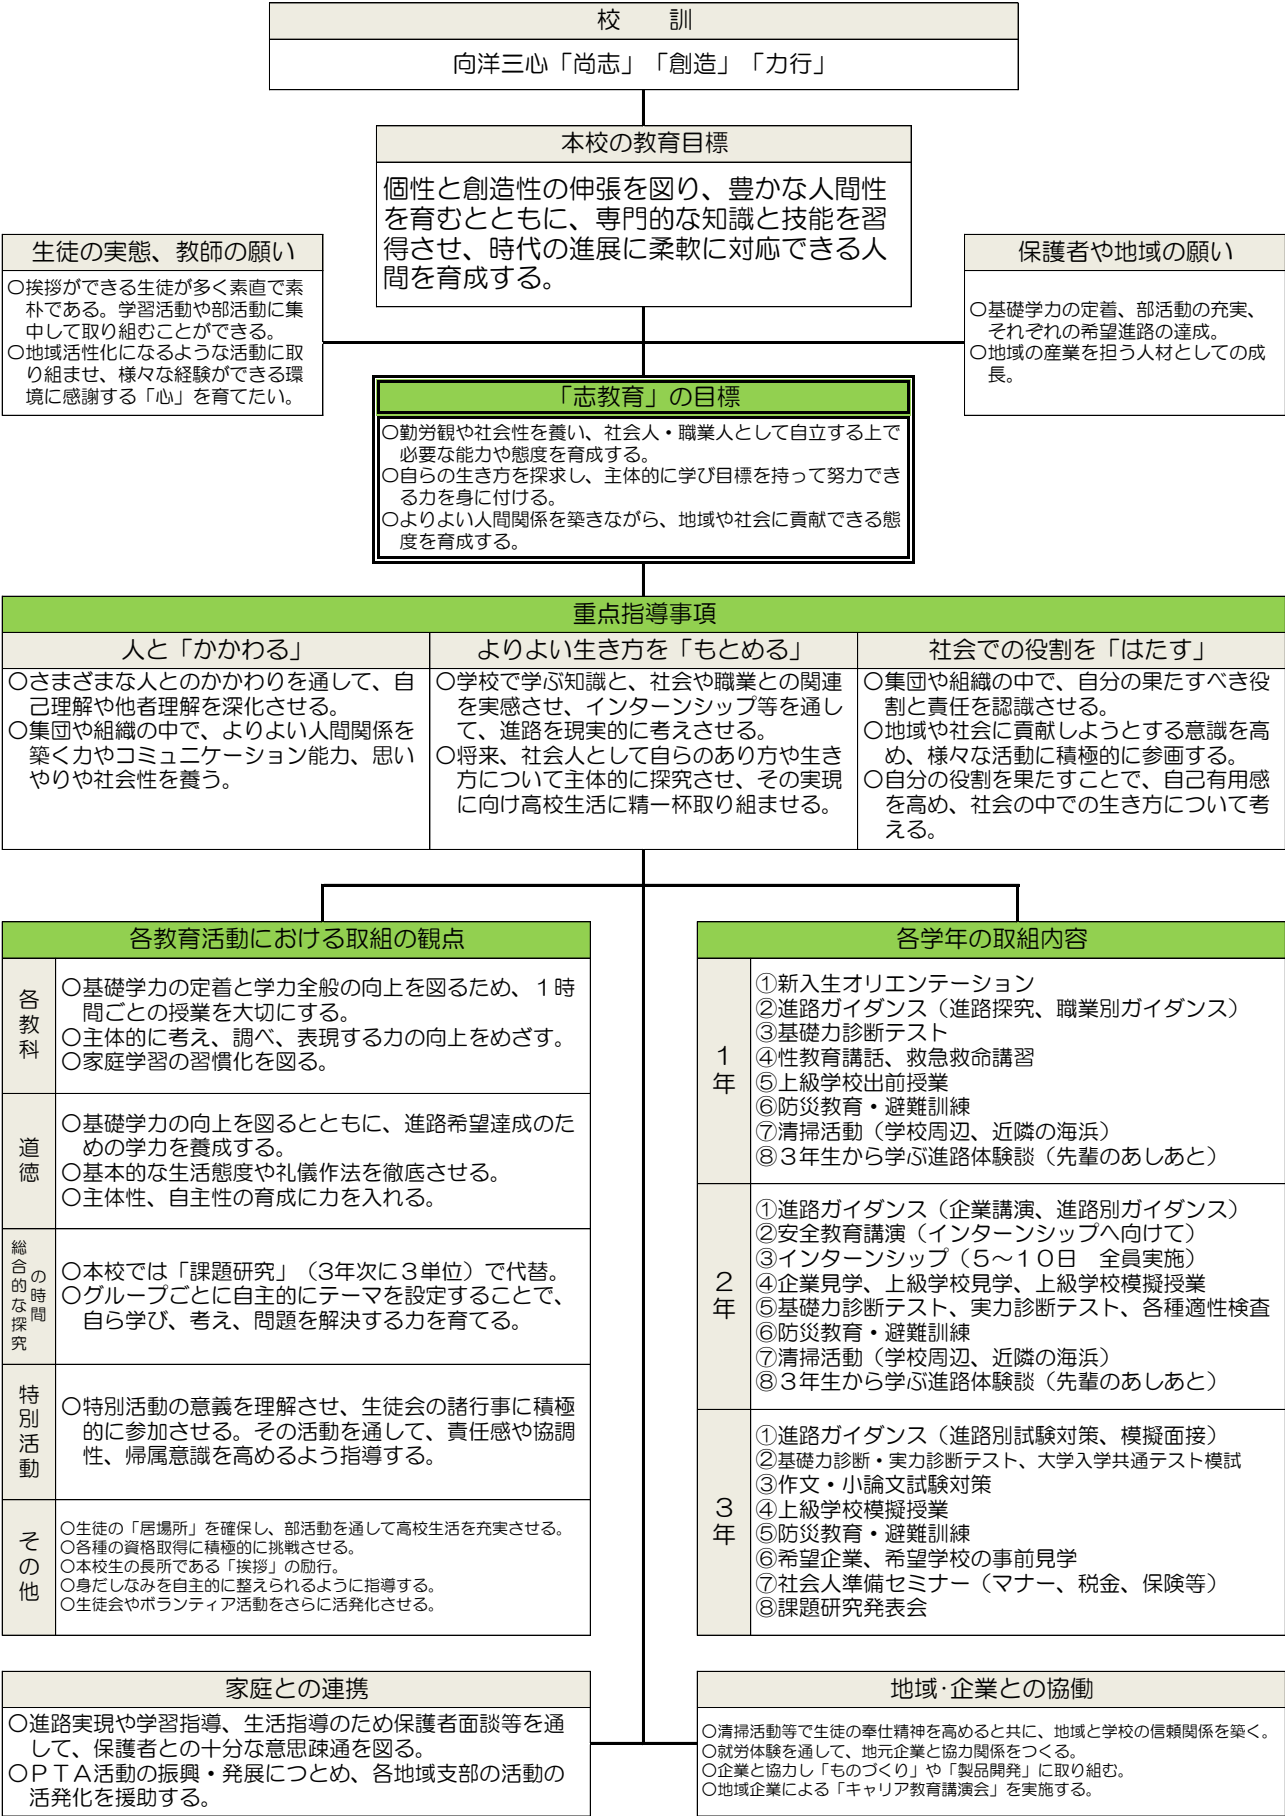 校　訓
向洋三心「尚志」「創造」「力行」
本校の教育目標
個性と創造性の伸張を図り、豊かな人間性
を育むとともに、専門的な知識と技能を習
得させ、時代の進展に柔軟に対応できる人
間を育成する。
生徒の実態、教師の願い
○挨拶ができる生徒が多く素直で素
朴である。学習活動や部活動に集
中して取り組むことができる。
○地域活性化になるような活動に取
り組ませ、様々な経験ができる環
境に感謝する「心」を育てたい。
保護者や地域の願い
○基礎学力の定着、部活動の充実、
それぞれの希望進路の達成。
○地域の産業を担う人材としての成
長。
「志教育」の目標
○勤労観や社会性を養い、社会人・職業人として自立する上で
必要な能力や態度を育成する。
○自らの生き方を探求し、主体的に学び目標を持って努力でき
る力を身に付ける。
○よりよい人間関係を築きながら、地域や社会に貢献できる態
度を育成する。
重点指導事項
人と「かかわる」
○さまざまな人とのかかわりを通して、自
己理解や他者理解を深化させる。
○集団や組織の中で、よりよい人間関係を
築く力やコミュニケーション能力、思い
やりや社会性を養う。
よりよい生き方を「もとめる」
○学校で学ぶ知識と、社会や職業との関連
を実感させ、インターンシップ等を通し
て、進路を現実的に考えさせる。
○将来、社会人として自らのあり方や生き
方について主体的に探究させ、その実現
に向け高校生活に精一杯取り組ませる。
社会での役割を「はたす」
○集団や組織の中で、自分の果たすべき役
割と責任を認識させる。
○地域や社会に貢献しようとする意識を高
め、様々な活動に積極的に参画する。
○自分の役割を果たすことで、自己有用感
を高め、社会の中での生き方について考
える。
各教育活動における取組の観点
各教科
○基礎学力の定着と学力全般の向上を図るため、１時
間ごとの授業を大切にする。
○主体的に考え、調べ、表現する力の向上をめざす。
○家庭学習の習慣化を図る。
道徳
○基礎学力の向上を図るとともに、進路希望達成のた
めの学力を養成する。
○基本的な生活態度や礼儀作法を徹底させる。
○主体性、自主性の育成に力を入れる。
総合的な探究
の時間
○本校では「課題研究」（3年次に３単位）で代替。
○グループごとに自主的にテーマを設定することで、
自ら学び、考え、問題を解決する力を育てる。
特別活動
○特別活動の意義を理解させ、生徒会の諸行事に積極
的に参加させる。その活動を通して、責任感や協調
性、帰属意識を高めるよう指導する。
その他
○生徒の「居場所」を確保し、部活動を通して高校生活を充実させる。
○各種の資格取得に積極的に挑戦させる。
○本校生の長所である「挨拶」の励行。
○身だしなみを自主的に整えられるように指導する。
○生徒会やボランティア活動をさらに活発化させる。
各学年の取組内容
１年
①新入生オリエンテーション
②進路ガイダンス（進路探究、職業別ガイダンス）
③基礎力診断テスト
④性教育講話、救急救命講習
⑤上級学校出前授業
⑥防災教育・避難訓練
⑦清掃活動（学校周辺、近隣の海浜）
⑧３年生から学ぶ進路体験談（先輩のあしあと）
２年
①進路ガイダンス（企業講演、進路別ガイダンス）
②安全教育講演（インターンシップへ向けて）
③インターンシップ（５～１０日　全員実施）
④企業見学、上級学校見学、上級学校模擬授業
⑤基礎力診断テスト、実力診断テスト、各種適性検査
⑥防災教育・避難訓練
⑦清掃活動（学校周辺、近隣の海浜）
⑧３年生から学ぶ進路体験談（先輩のあしあと）
３年
①進路ガイダンス（進路別試験対策、模擬面接）
②基礎力診断・実力診断テスト、大学入学共通テスト模試
③作文・小論文試験対策
④上級学校模擬授業
⑤防災教育・避難訓練
⑥希望企業、希望学校の事前見学
⑦社会人準備セミナー（マナー、税金、保険等）
⑧課題研究発表会
家庭との連携
○進路実現や学習指導、生活指導のため保護者面談等を通
して、保護者との十分な意思疎通を図る。
○ＰＴＡ活動の振興・発展につとめ、各地域支部の活動の
活発化を援助する。
地域･企業との協働
○清掃活動等で生徒の奉仕精神を高めると共に、地域と学校の信頼関係を築く。
○就労体験を通して、地元企業と協力関係をつくる。
○企業と協力し「ものづくり」や「製品開発」に取り組む。
○地域企業による「キャリア教育講演会」を実施する。